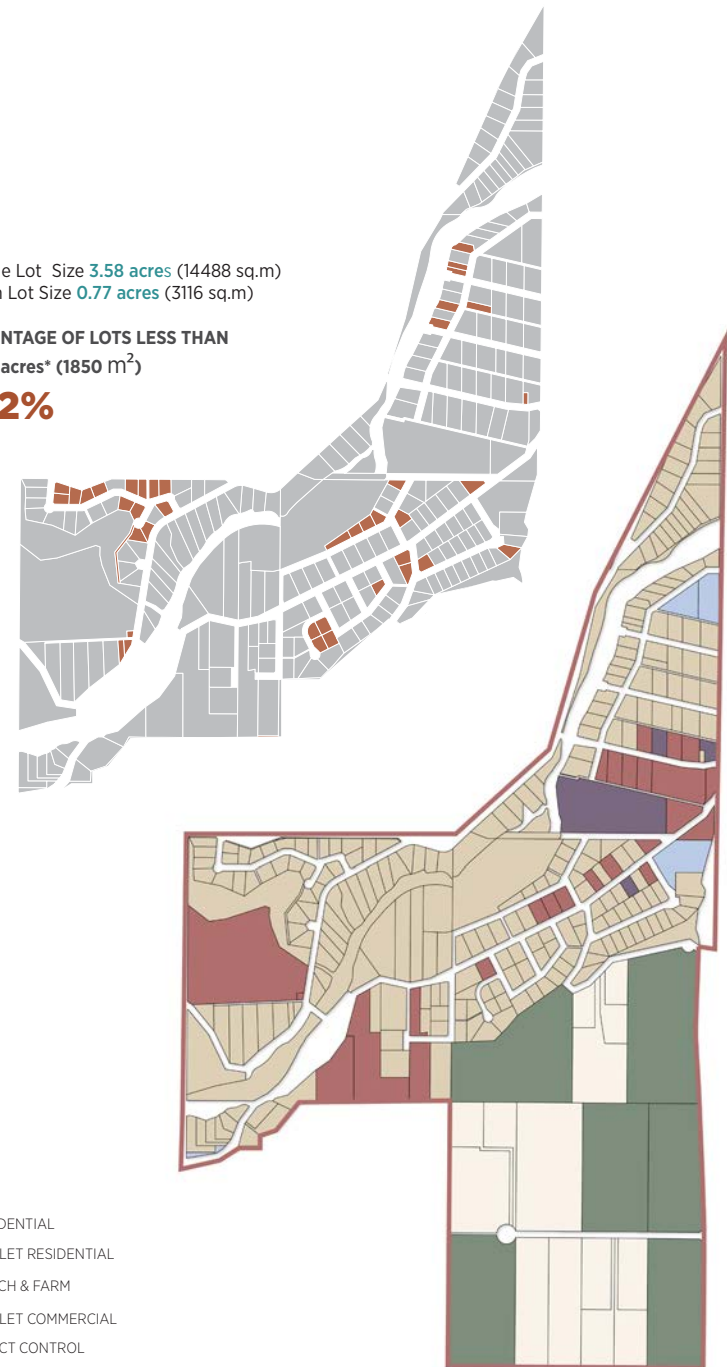 e Lot Size 3.58 acres (14488 sq.m)
n Lot Size 0.77 acres (3116 sq.m)
NTAGE OF LOTS LESS THAN
acres* (1850 m²)
2%
DENTIAL
LET RESIDENTIAL
CH & FARM
LET COMMERCIAL
CT CONTROL